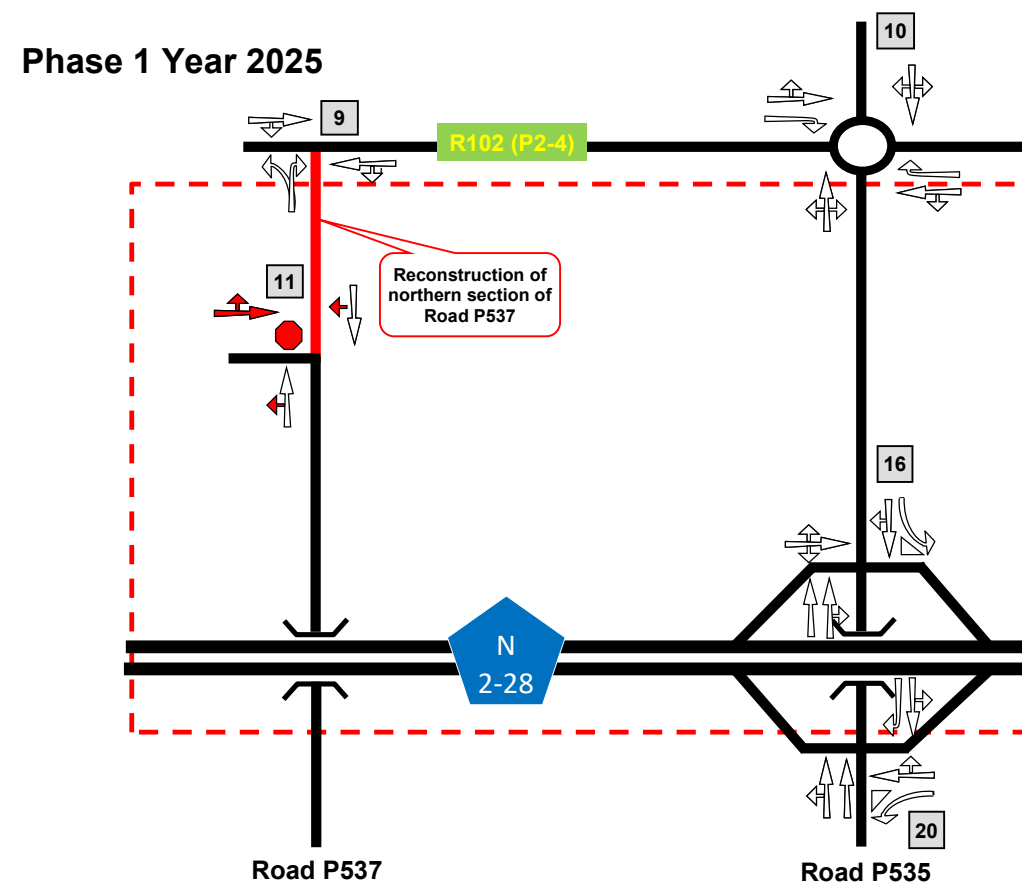 Phase 1 Year 2025
10
9
R102 (P2-4)
11
Reconstruction of
northern section of
Road P537
16
N
2-28
20
Road P537
Road P535